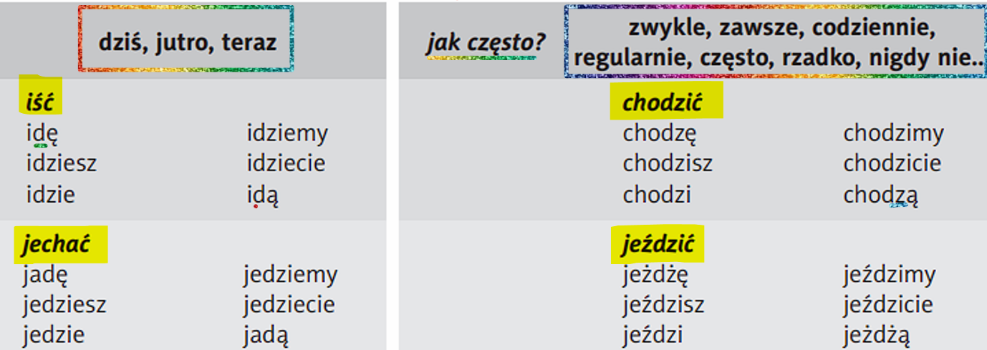 dziś, jutro, teraz
jak często?
zwykle, zawsze, codziennie,
regularnie, często, rzadko, nigdy nie..
iść
idę idziemy
idziesz idziecie
idzie idą
chodzić
chodzę chodzimy
chodzisz chodzicie
chodzi chodzą
jechać
jadę jedziemy
jedziesz jedziecie
jedzie jadą
jeździć
jeżdżę jeździmy
jeździsz jeździcie
jeździ jeżdżą